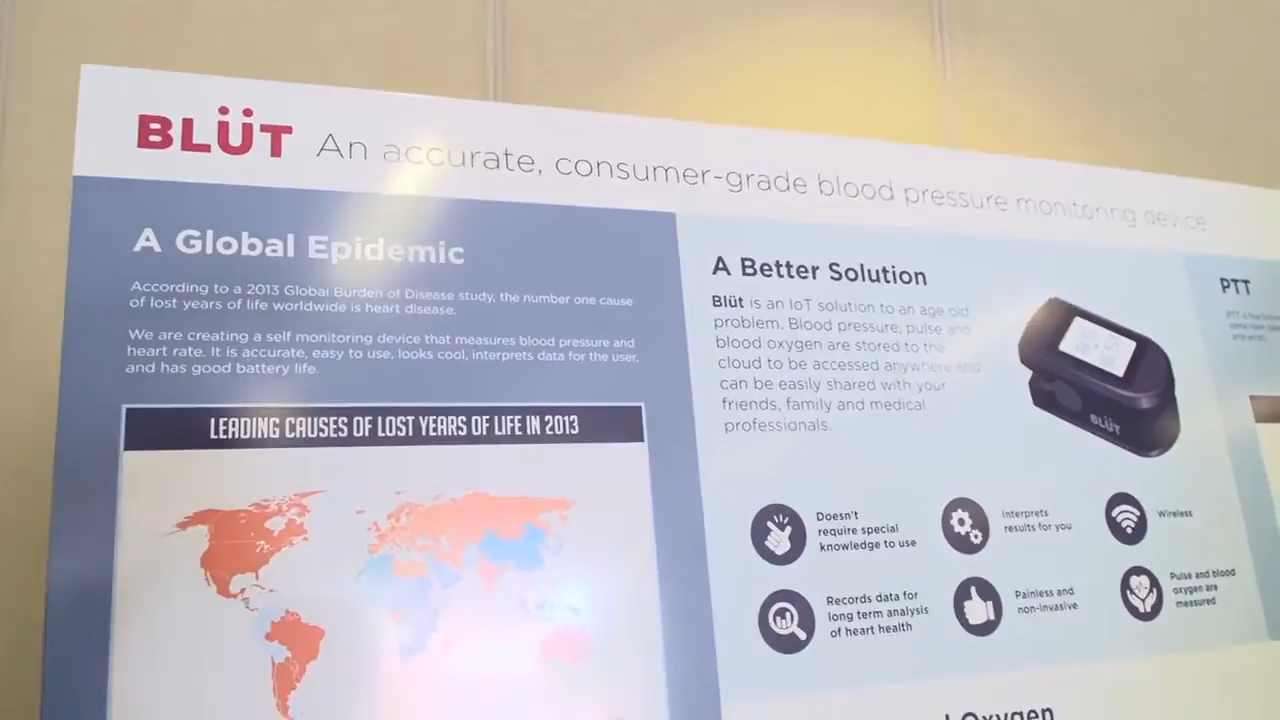 BLÜT An accurate, consumer-grade blood pressure monitoring device
A Global Epidemic
According to a 2013 Global Burden of Disease study, the number one cause
of lost years of life worldwide is heart disease.
We are creating a self monitoring device that measures blood pressure and
heart rate. It is accurate, easy to use, looks cool, interprets data for the user,
and has good battery life.
LEADING CAUSES OF LOST YEARS OF LIFE IN 2013
A Better Solution
Blüt is an IoT solution to an age old
problem. Blood pressure, pulse and
blood oxygen are stored to the
cloud to be accessed anywhere and
can be easily shared with your
friends, family and medical
professionals.
BLÜT
Doesn't
require special
knowledge to use
Interprets
results for you
Wireless
Records data for
long term analysis
of heart health
Painless and
non-invasive
Pulse and blood
oxygen are
measured
PTT
Oxygen